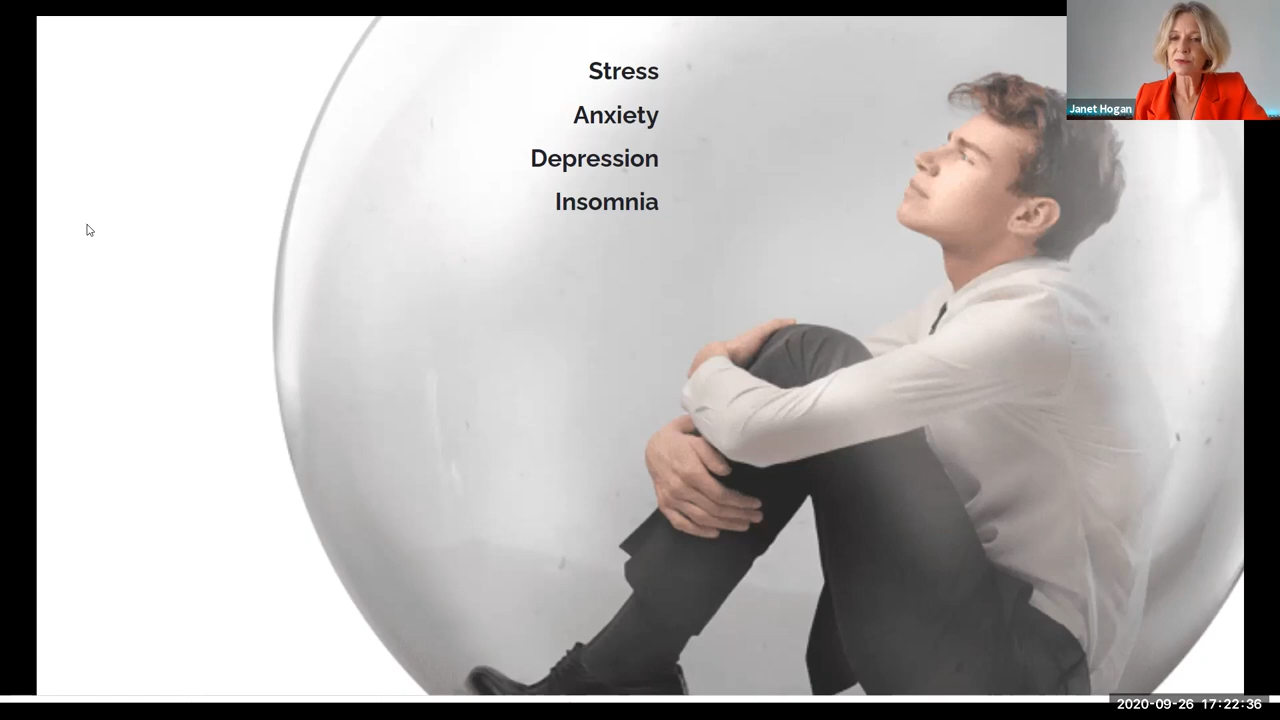 Stress
Anxiety
Depression
Insomnia
Janet Hogan
2020-09-26 17:22:36